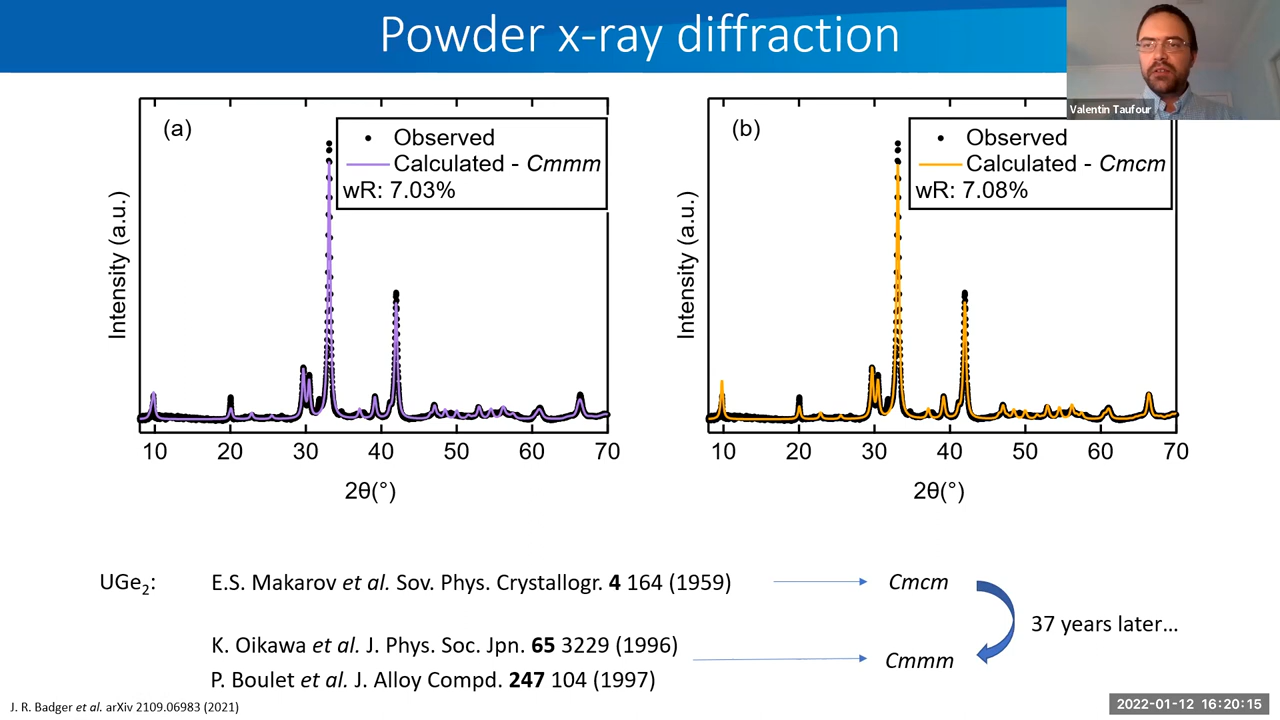 Powder x-ray diffraction
Valentin Taufour
(a)
Observed
Calculated - Cmmm
wR: 7.03%
Intensity (a.u.)
10 20 30 40 50 60 70
2θ(°)
(b)
Observed
Calculated - Cmcm
wR: 7.08%
Intensity (a.u.)
10 20 30 40 50 60 70
2θ(°)
UGe₂: E.S. Makarov et al. Sov. Phys. Crystallogr. 4 164 (1959) Cmcm
37 years later…
K. Oikawa et al. J. Phys. Soc. Jpn. 65 3229 (1996)
Cmmm
P. Boulet et al. J. Alloy Compd. 247 104 (1997)
J. R. Badger et al. arXiv 2109.06983 (2021)
2022-01-12 16:20:15